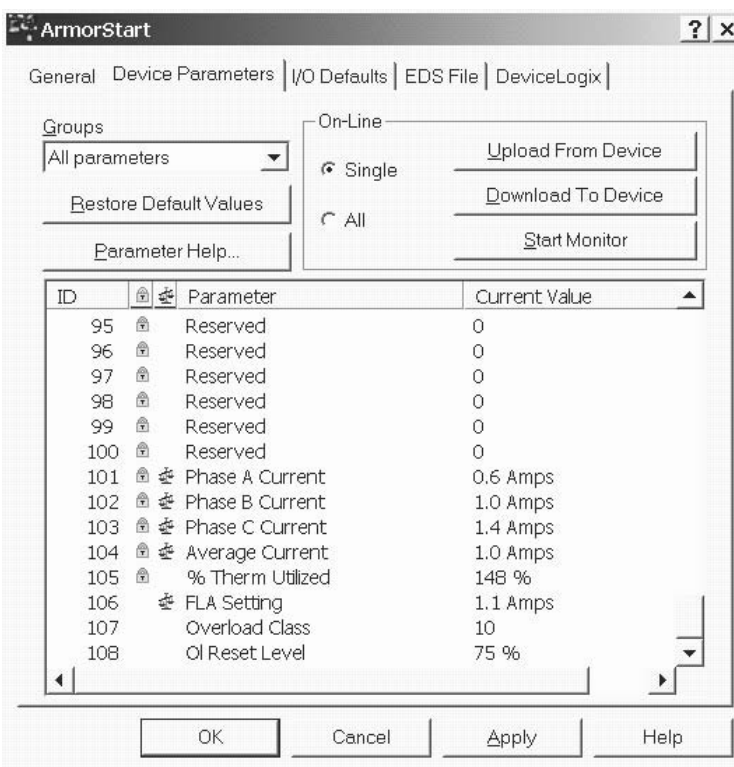 ArmorStart
General Device Parameters I/O Defaults EDS File DeviceLogix
Groups
All parameters
Restore Default Values
Parameter Help...
On-Line
Single
All
Upload From Device
Download To Device
Start Monitor
ID Parameter Current Value
95 Reserved 0
96 Reserved 0
97 Reserved 0
98 Reserved 0
99 Reserved 0
100 Reserved 0
101 Phase A Current 0.6 Amps
102 Phase B Current 1.0 Amps
103 Phase C Current 1.4 Amps
104 Average Current 1.0 Amps
105 % Therm Utilized 148 %
106 FLA Setting 1.1 Amps
107 Overload Class 10
108 Ol Reset Level 75 %
OK Cancel Apply Help